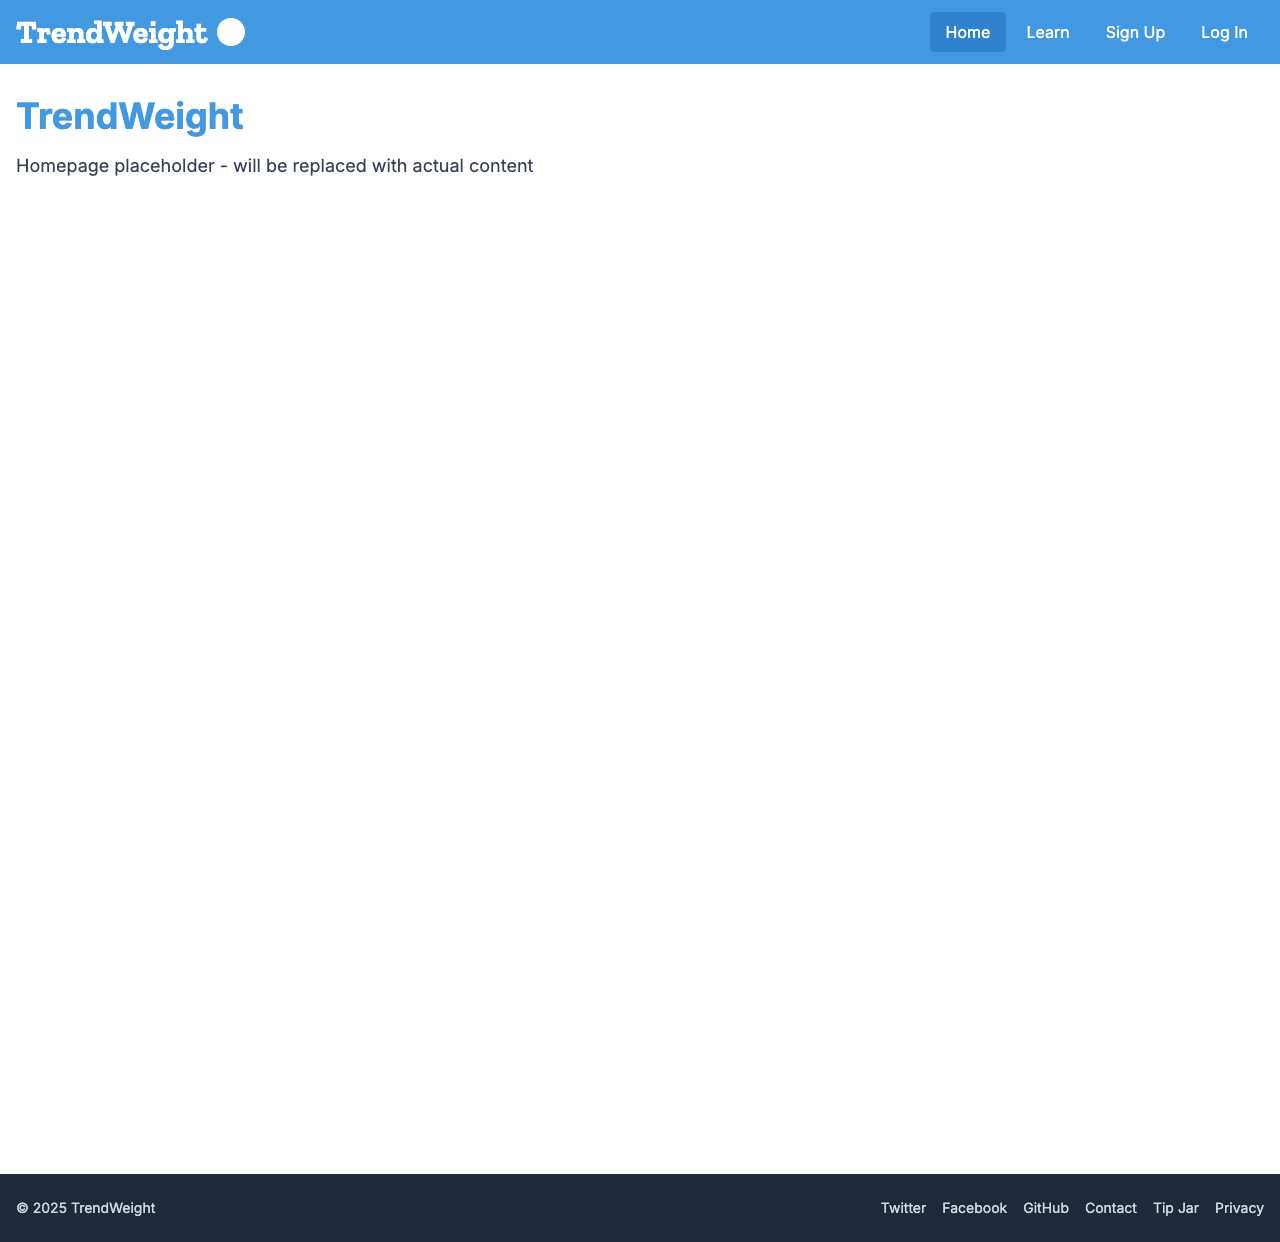 TrendWeight
Home Learn Sign Up Log In
TrendWeight
Homepage placeholder - will be replaced with actual content
© 2025 TrendWeight
Twitter Facebook GitHub Contact Tip Jar Privacy